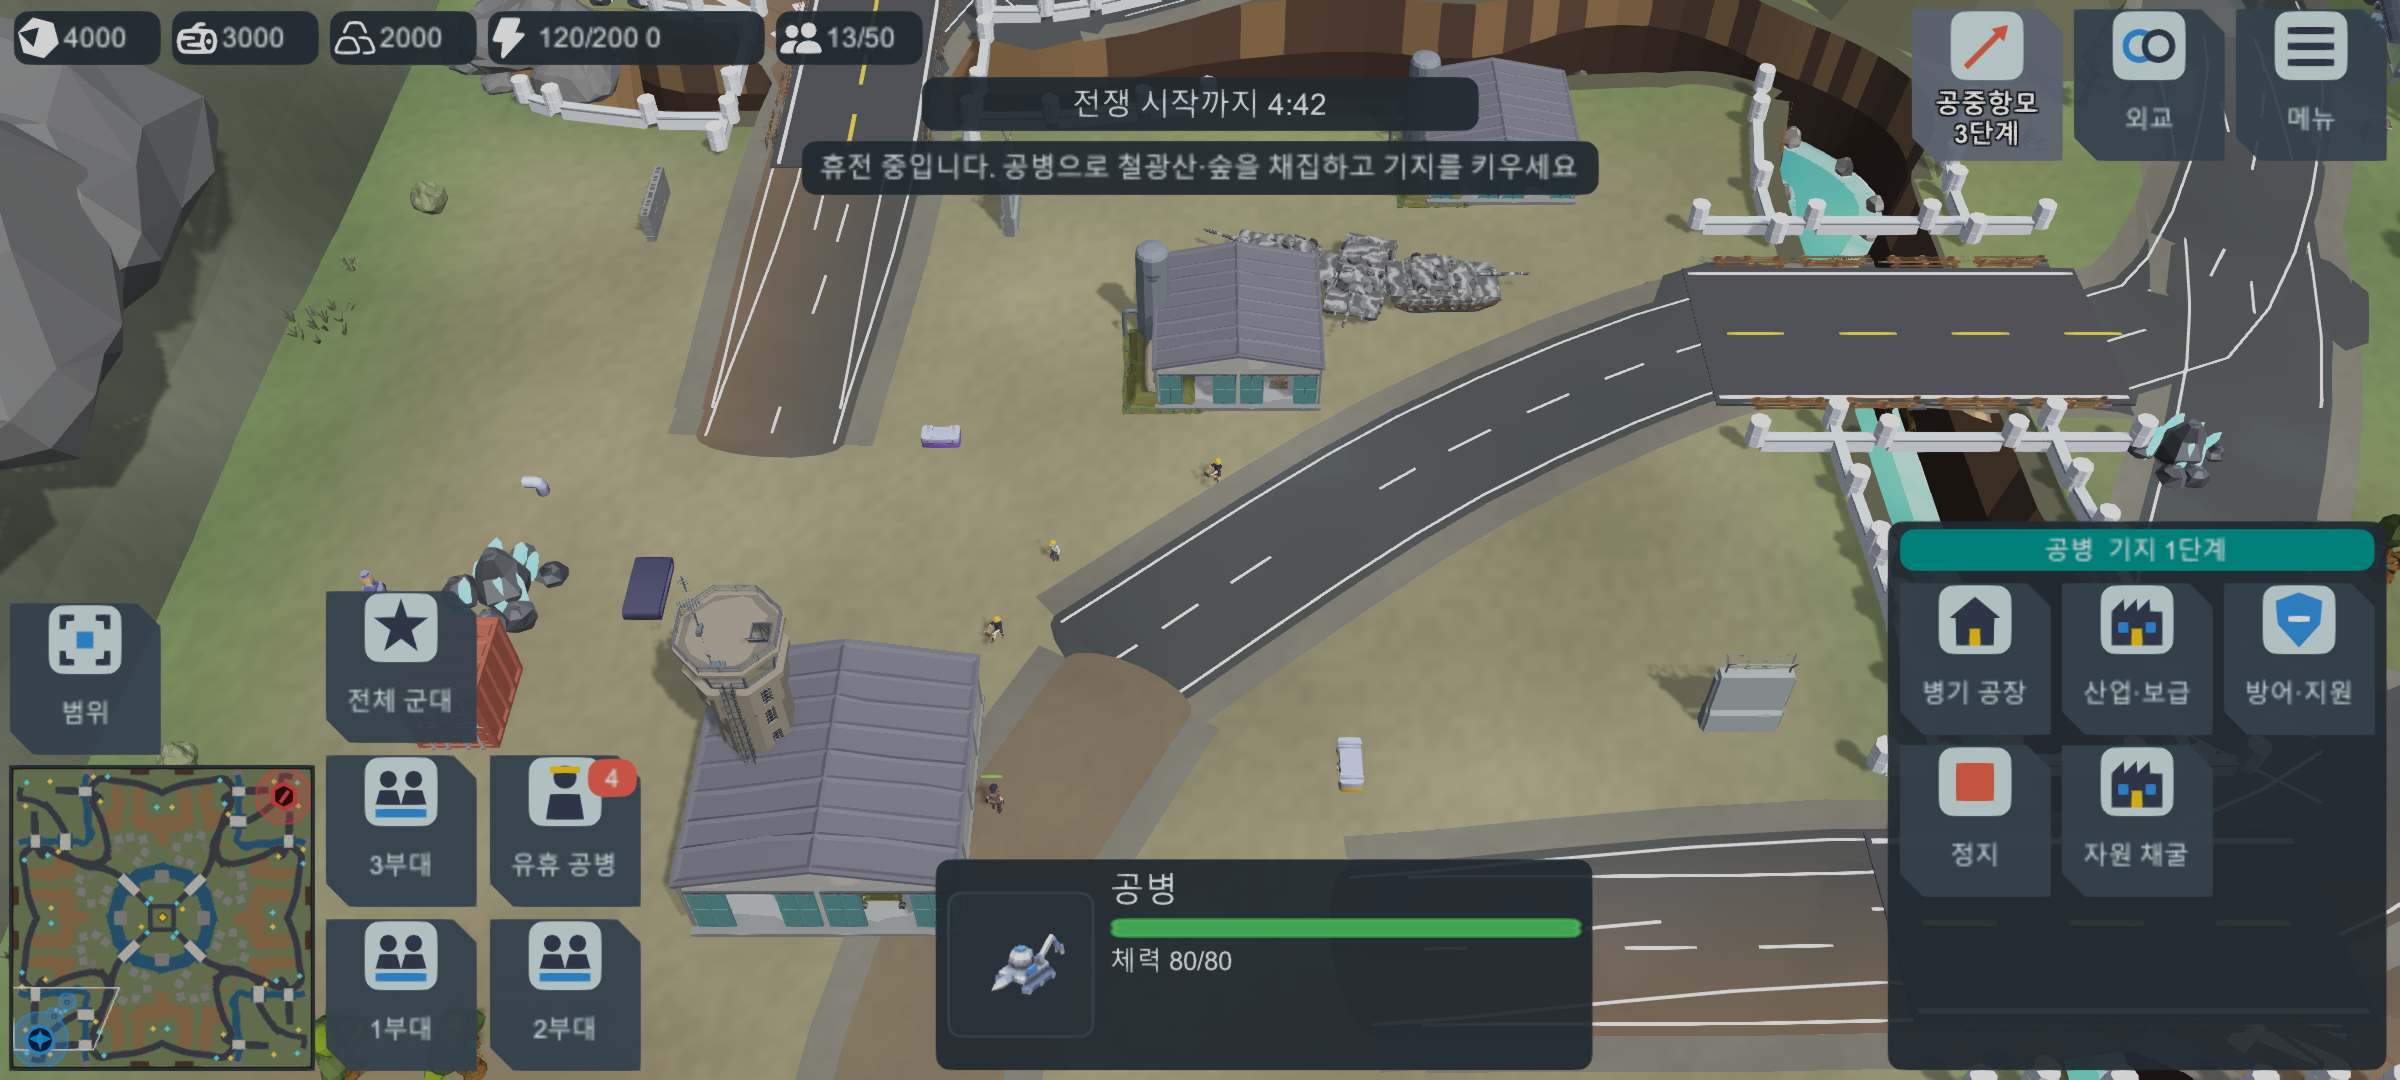 4000
3000
2000
120/200 0
13/50
전쟁 시작까지 4:42
휴전 중입니다. 공병으로 철광산·숲을 채집하고 기지를 키우세요
공중항모
3단계
외교
메뉴
범위
전체 군대
3부대
4
유휴 공병
1부대
2부대
공병
체력 80/80
공병 기지 1단계
병기 공장
산업·보급
방어·지원
정지
자원 채굴